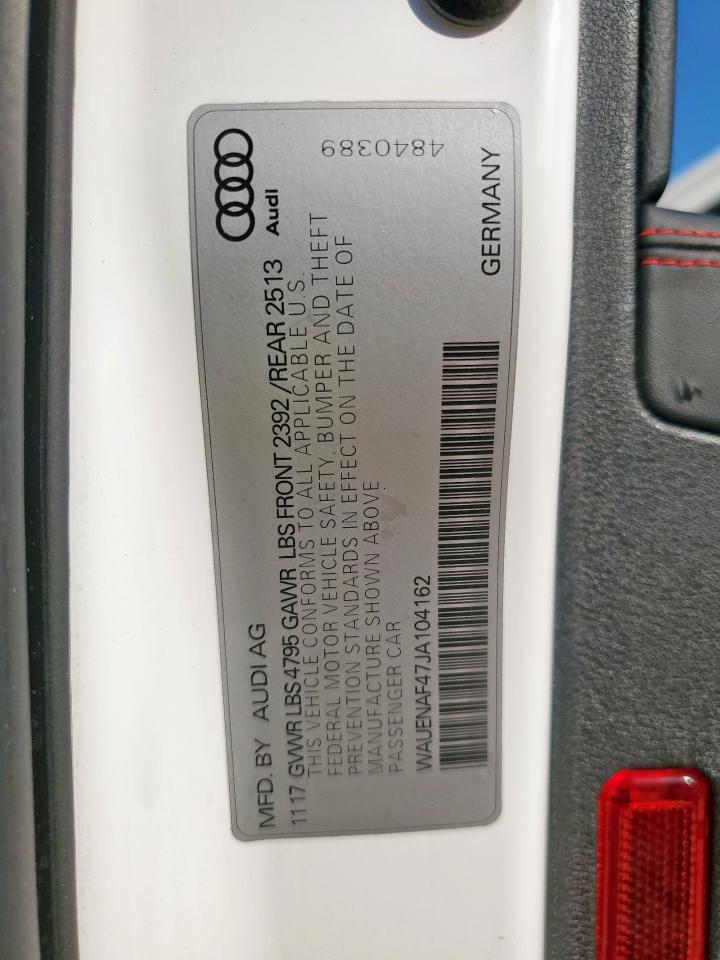 MFD. BY AUDI AG
Audi
1117 GVWR LBS 4795 GAWR LBS FRONT 2392 / REAR 2513
THIS VEHICLE CONFORMS TO ALL APPLICABLE U.S.
FEDERAL MOTOR VEHICLE SAFETY, BUMPER AND THEFT
PREVENTION STANDARDS IN EFFECT ON THE DATE OF
MANUFACTURE SHOWN ABOVE
PASSENGER CAR
4840389
WAUENAF47JA104162
GERMANY